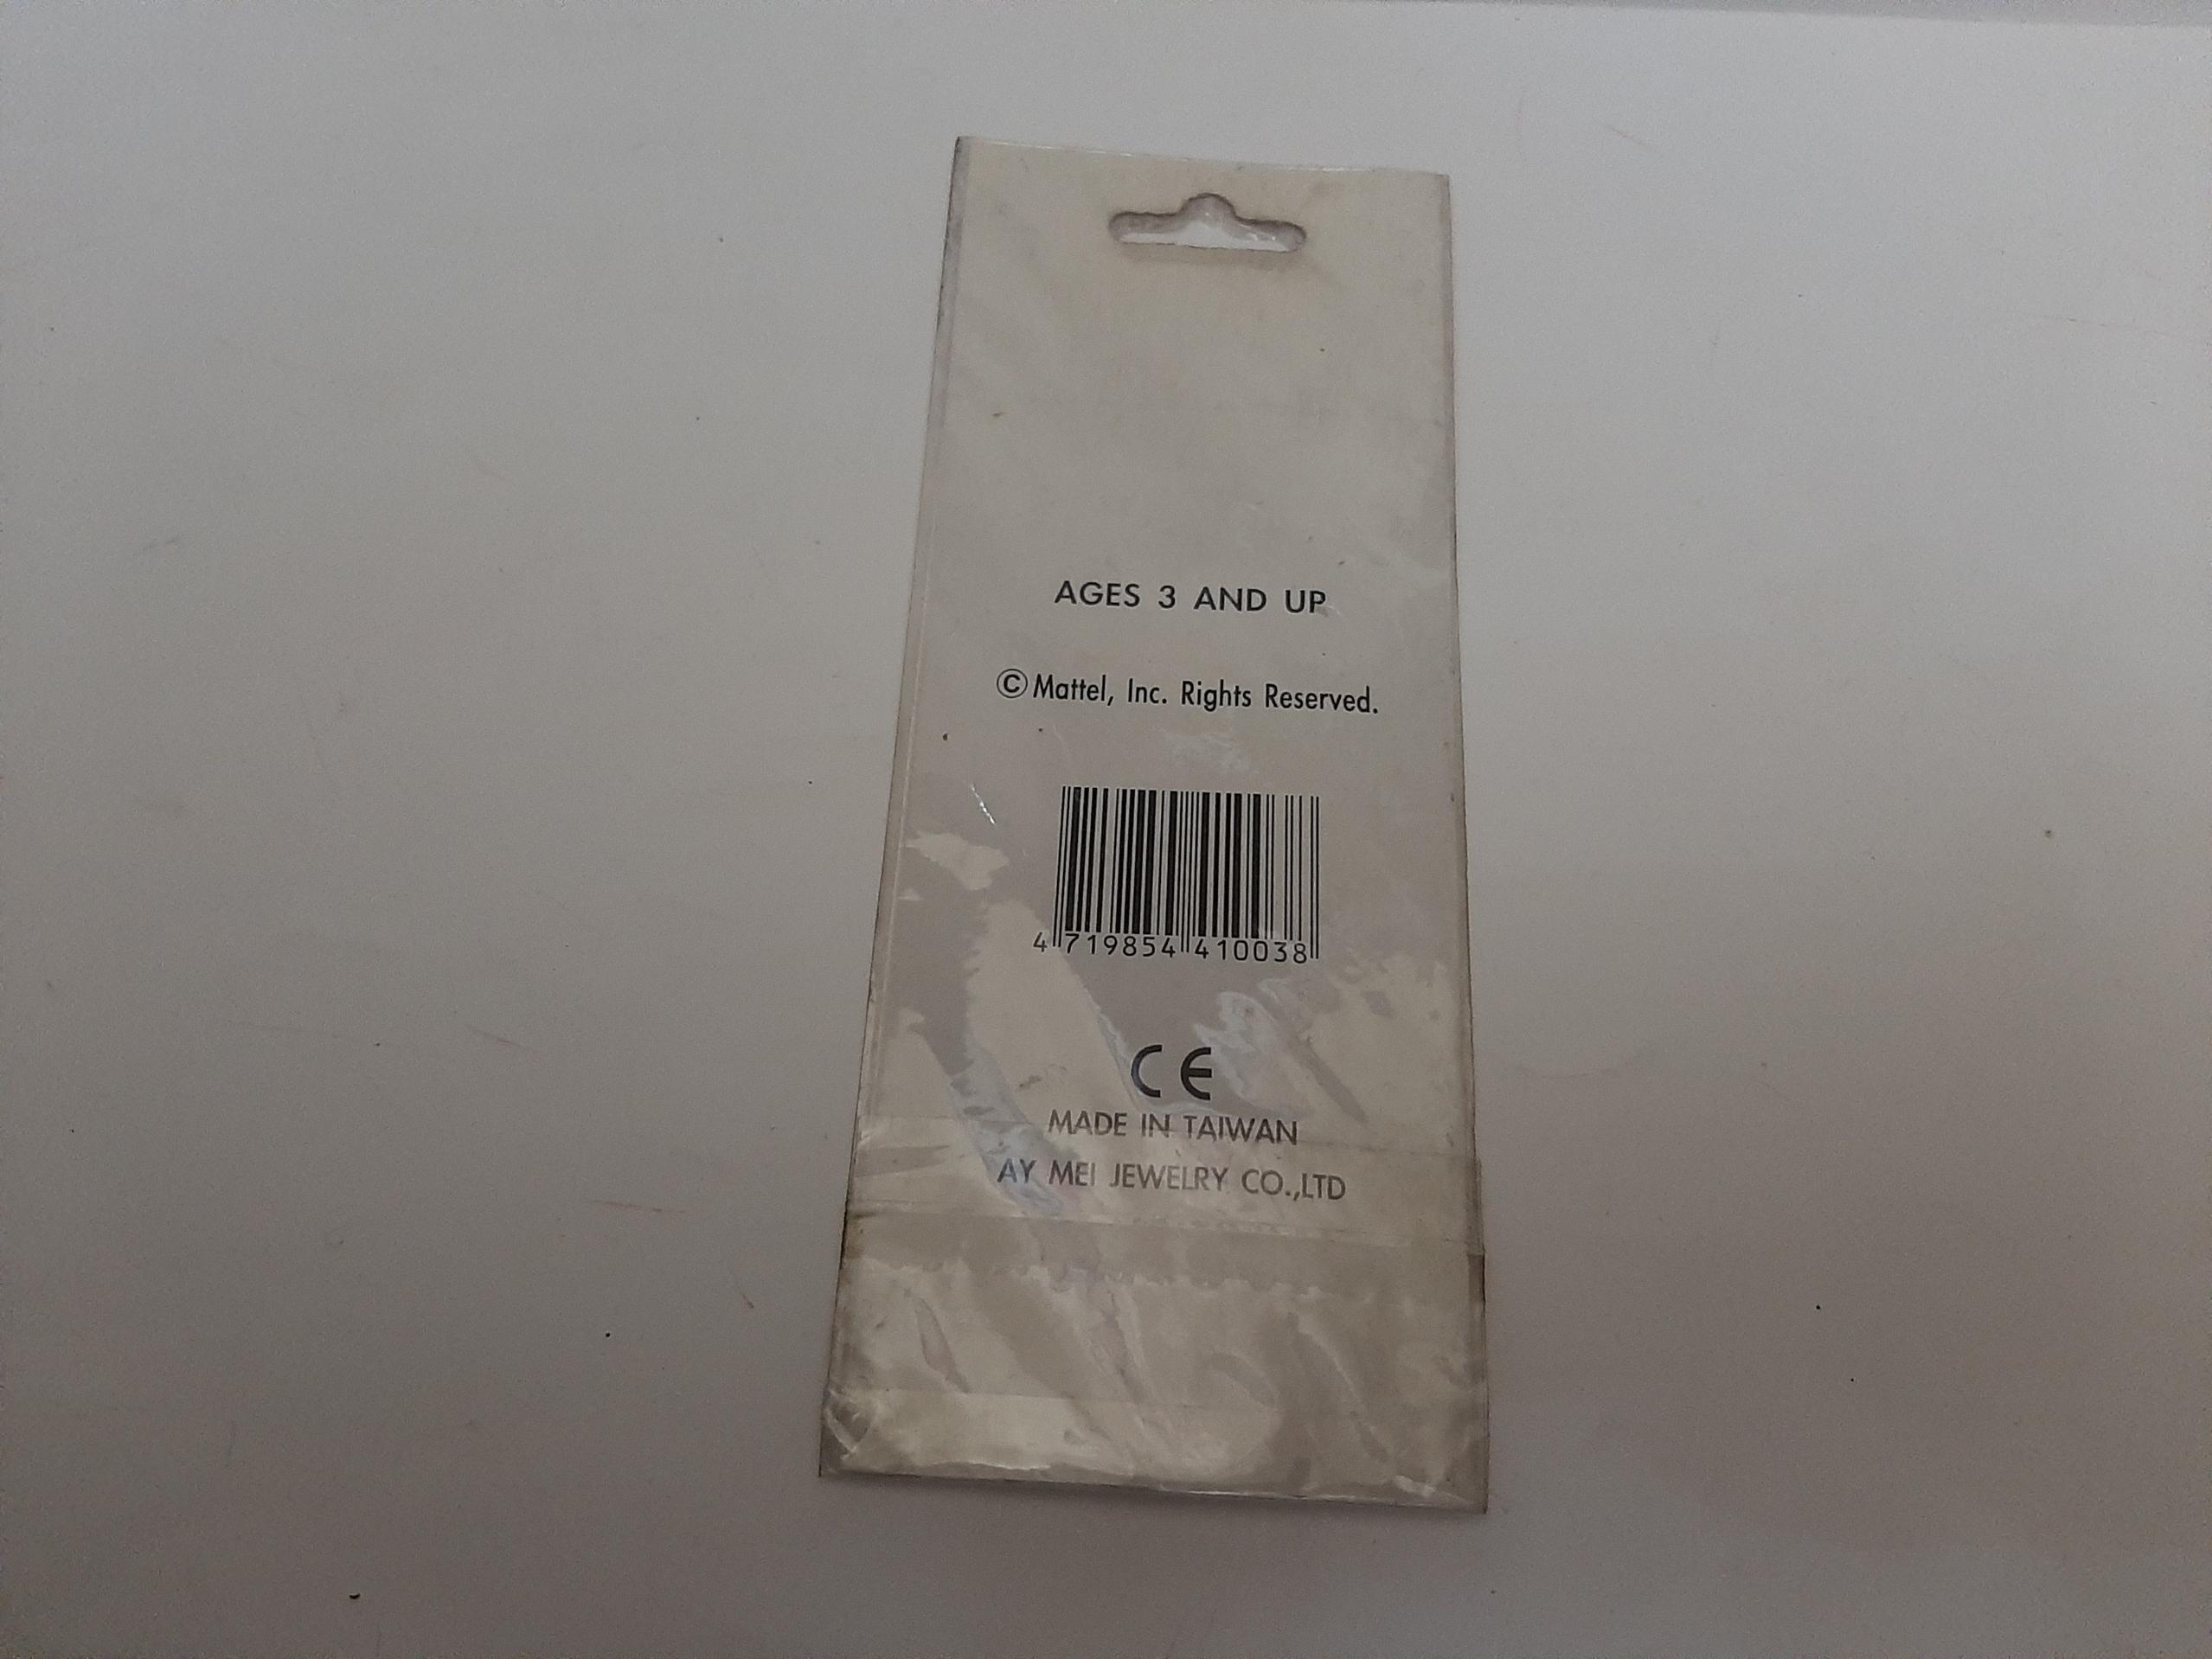 AGES 3 AND UP
©Mattel, Inc. Rights Reserved.
4 719854 410038
CE
MADE IN TAIWAN
AY MEI JEWELRY CO.,LTD